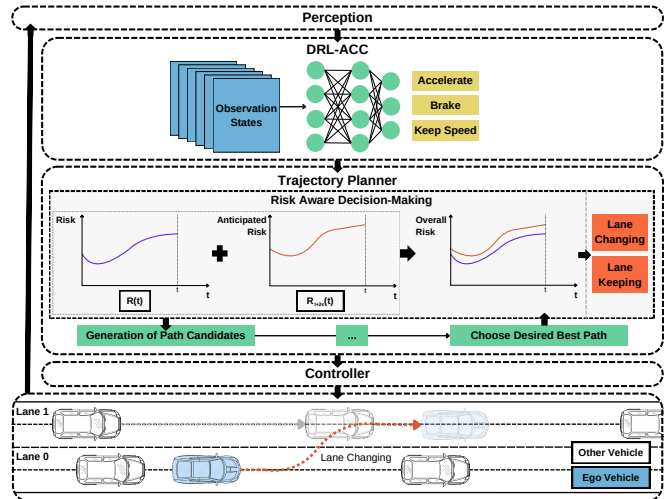 Perception
DRL-ACC
Observation
States
Accelerate
Brake
Keep Speed
Trajectory Planner
Risk Aware Decision-Making
Risk
t
t
R(t)
Anticipated
Risk
t
t
Overall
Risk
t
t
Lane
Changing
Lane
Keeping
Generation of Path Candidates
...
Choose Desired Best Path
Controller
Lane 1
Lane 0
Lane Changing
Other Vehicle
Ego Vehicle